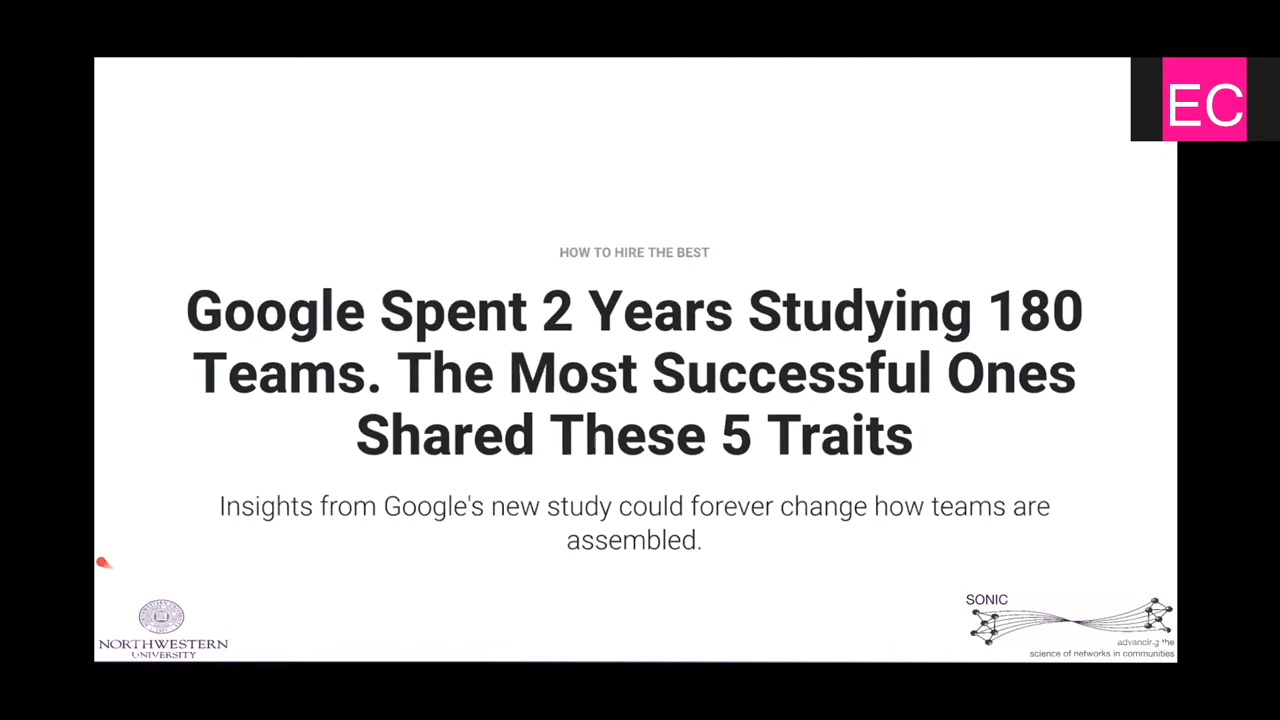 EC
HOW TO HIRE THE BEST
Google Spent 2 Years Studying 180
Teams. The Most Successful Ones
Shared These 5 Traits
Insights from Google's new study could forever change how teams are
assembled.
NORTHWESTERN
UNIVERSITY
SONIC
advancing the
science of networks in communities